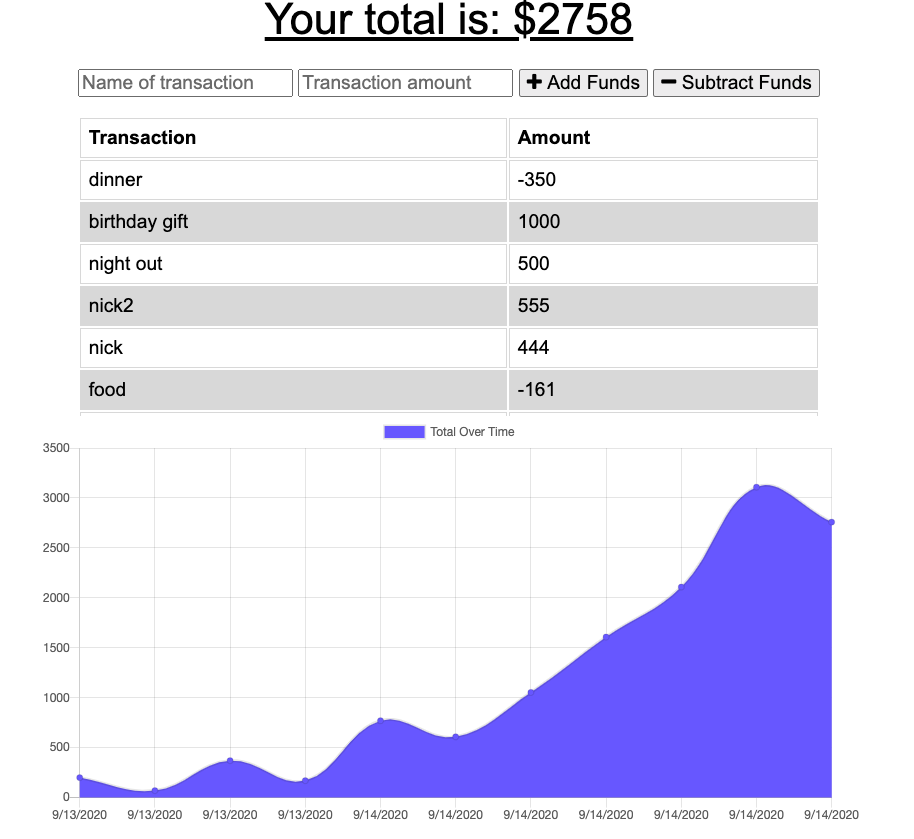 Your total is: $2758
Name of transaction Transaction amount + Add Funds − Subtract Funds
Transaction Amount
dinner -350
birthday gift 1000
night out 500
nick2 555
nick 444
food -161
Total Over Time
3500
3000
2500
2000
1500
1000
500
0
9/13/2020 9/13/2020 9/13/2020 9/13/2020 9/14/2020 9/14/2020 9/14/2020 9/14/2020 9/14/2020 9/14/2020 9/14/2020